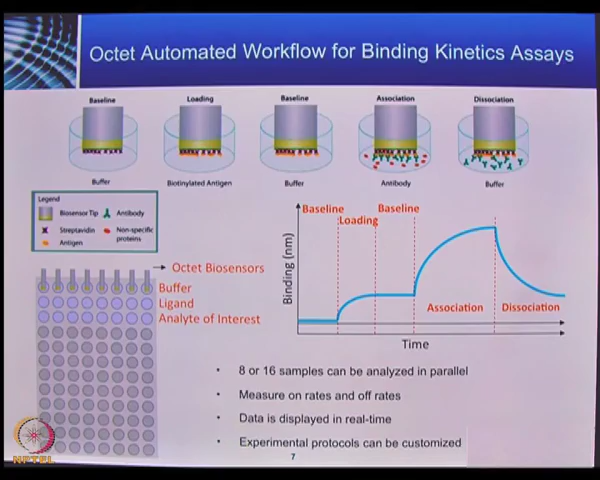 Octet Automated Workflow for Binding Kinetics Assays
Baseline
Loading
Baseline
Association
Dissociation
Buffer
Biotinylated Antigen
Buffer
Antibody
Buffer
Legend
Biosensor Tip
Antibody
Streptavidin
Non-specific proteins
Antigen
Octet Biosensors
Buffer
Ligand
Analyte of Interest
Baseline
Loading
Baseline
Association
Dissociation
Binding (nm)
Time
• 8 or 16 samples can be analyzed in parallel
• Measure on rates and off rates
• Data is displayed in real-time
• Experimental protocols can be customized
7
NPTEL